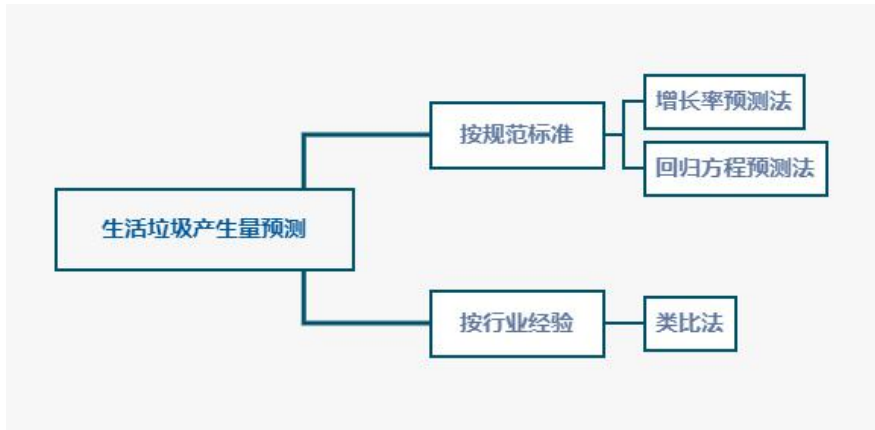 生活垃圾产生量预测
按规范标准
增长率预测法
回归方程预测法
按行业经验
类比法